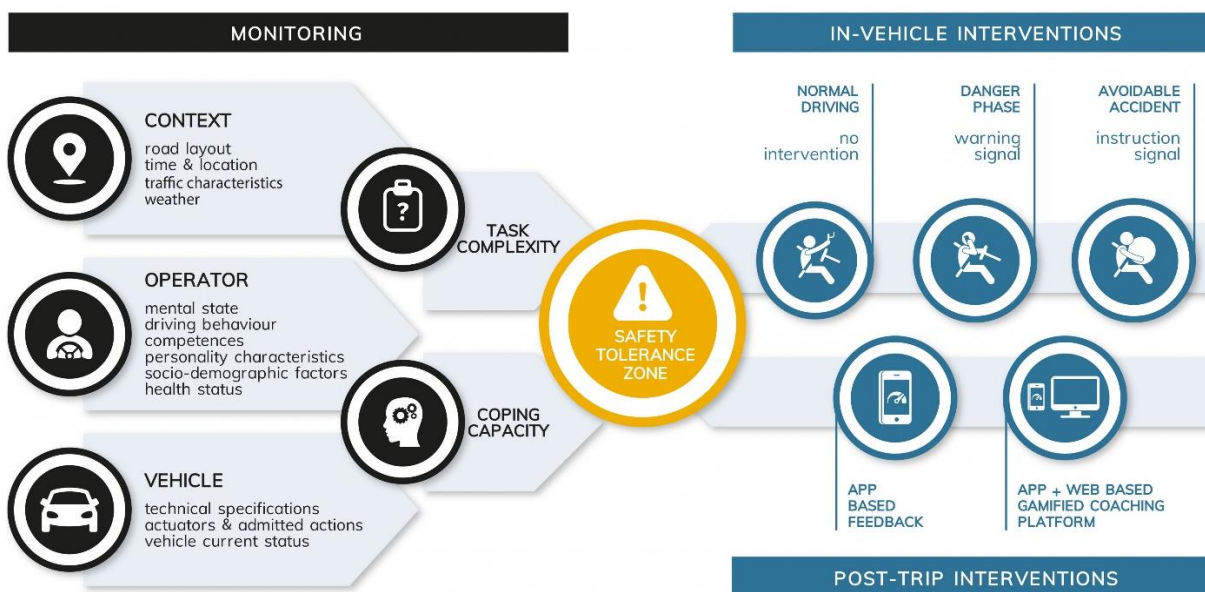 MONITORING
CONTEXT
road layout
time & location
traffic characteristics
weather
OPERATOR
mental state
driving behaviour
competences
personality characteristics
socio-demographic factors
health status
VEHICLE
technical specifications
actuators & admitted actions
vehicle current status
?
TASK
COMPLEXITY
COPING
CAPACITY
!
SAFETY
TOLERANCE
ZONE
IN-VEHICLE INTERVENTIONS
NORMAL
DRIVING
no
intervention
DANGER
PHASE
warning
signal
AVOIDABLE
ACCIDENT
instruction
signal
APP
BASED
FEEDBACK
APP + WEB BASED
GAMIFIED COACHING
PLATFORM
POST-TRIP INTERVENTIONS